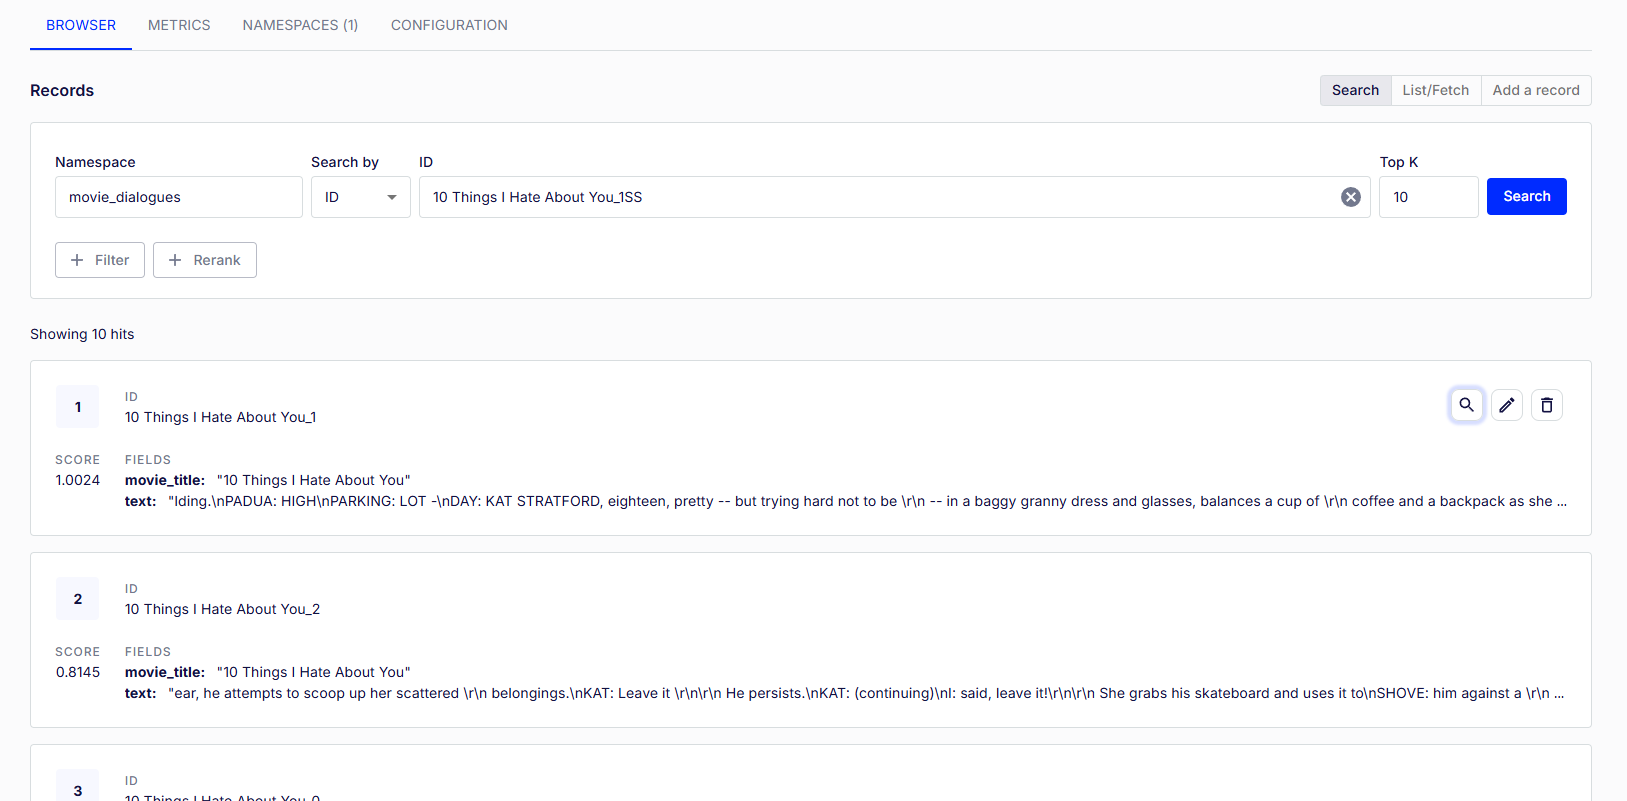 BROWSER METRICS NAMESPACES (1) CONFIGURATION
Records Search List/Fetch Add a record
Namespace Search by ID Top K
movie_dialogues ID 10 Things I Hate About You_1SS 10 Search
+ Filter + Rerank
Showing 10 hits
1 ID
10 Things I Hate About You_1
SCORE FIELDS
1.0024 movie_title: "10 Things I Hate About You"
text: "lding.\nPADUA: HIGH\nPARKING: LOT -\nDAY: KAT STRATFORD, eighteen, pretty -- but trying hard not to be \r\n -- in a baggy granny dress and glasses, balances a cup of \r\n coffee and a backpack as she ...
2 ID
10 Things I Hate About You_2
SCORE FIELDS
0.8145 movie_title: "10 Things I Hate About You"
text: "ear, he attempts to scoop up her scattered \r\n belongings.\nKAT: Leave it \r\n\r\n He persists.\nKAT: (continuing)\nI: said, leave it!\r\n\r\n She grabs his skateboard and uses it to\nSHOVE: him against a \r\n ...
3 ID
10 Things I Hate About You_0